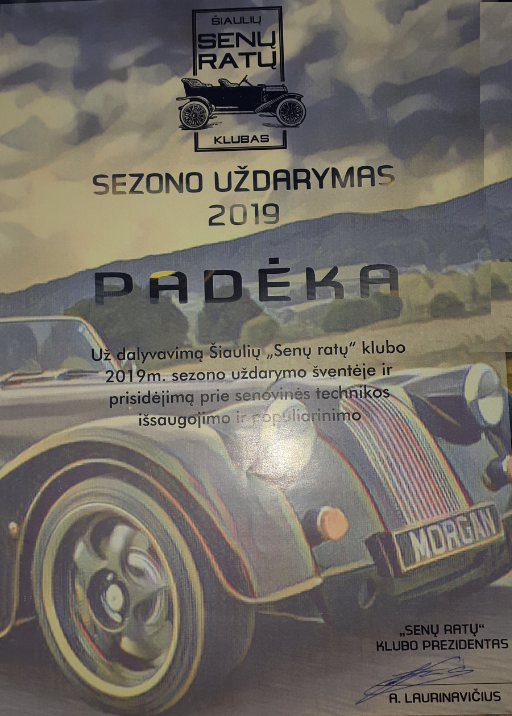 ŠIAULIŲ
SENŲ
RATŲ
KLUBAS
SEZONO UŽDARYMAS
2019
PADĖKA
Už dalyvavimą Šiaulių „Senų ratų“ klubo
2019m. sezono uždarymo šventėje ir
prisidėjimą prie senovinės technikos
išsaugojimo ir populiarinimo
MORGAN
„SENŲ RATŲ“
KLUBO PREZIDENTAS
A. LAURINAVIČIUS